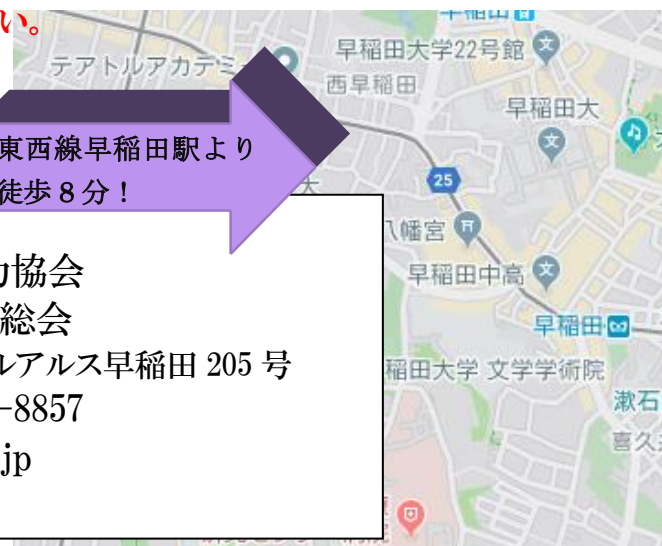 い。
早稲田
テアトルアカデミー
早稲田大学22号館
西早稲田
早稲田大
東西線早稲田駅より
徒歩8分!
25
八幡宮
早稲田中高
協会
総会
ルアルス早稲田 205 号
早稲田
稲田大学 文学学術院
-8857
漱石
喜久
jp